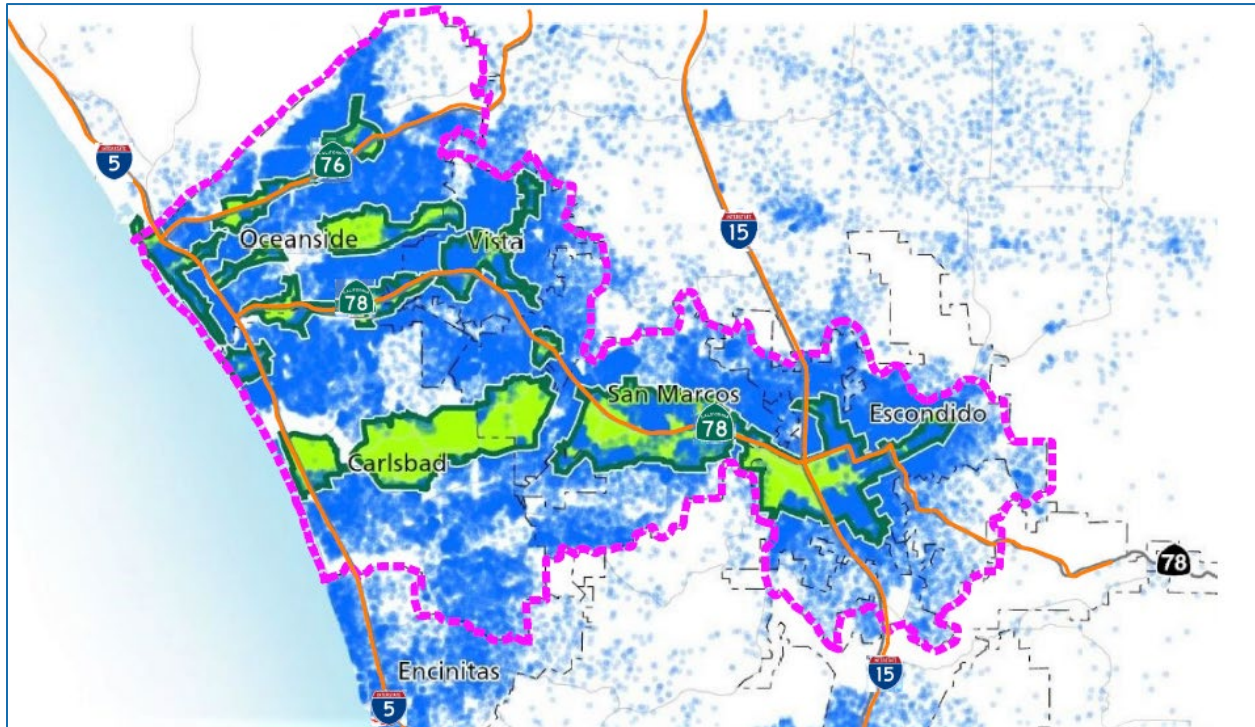 5
76
15
Oceanside
Vista
78
San Marcos
78
Escondido
Carlsbad
78
Encinitas
15
5